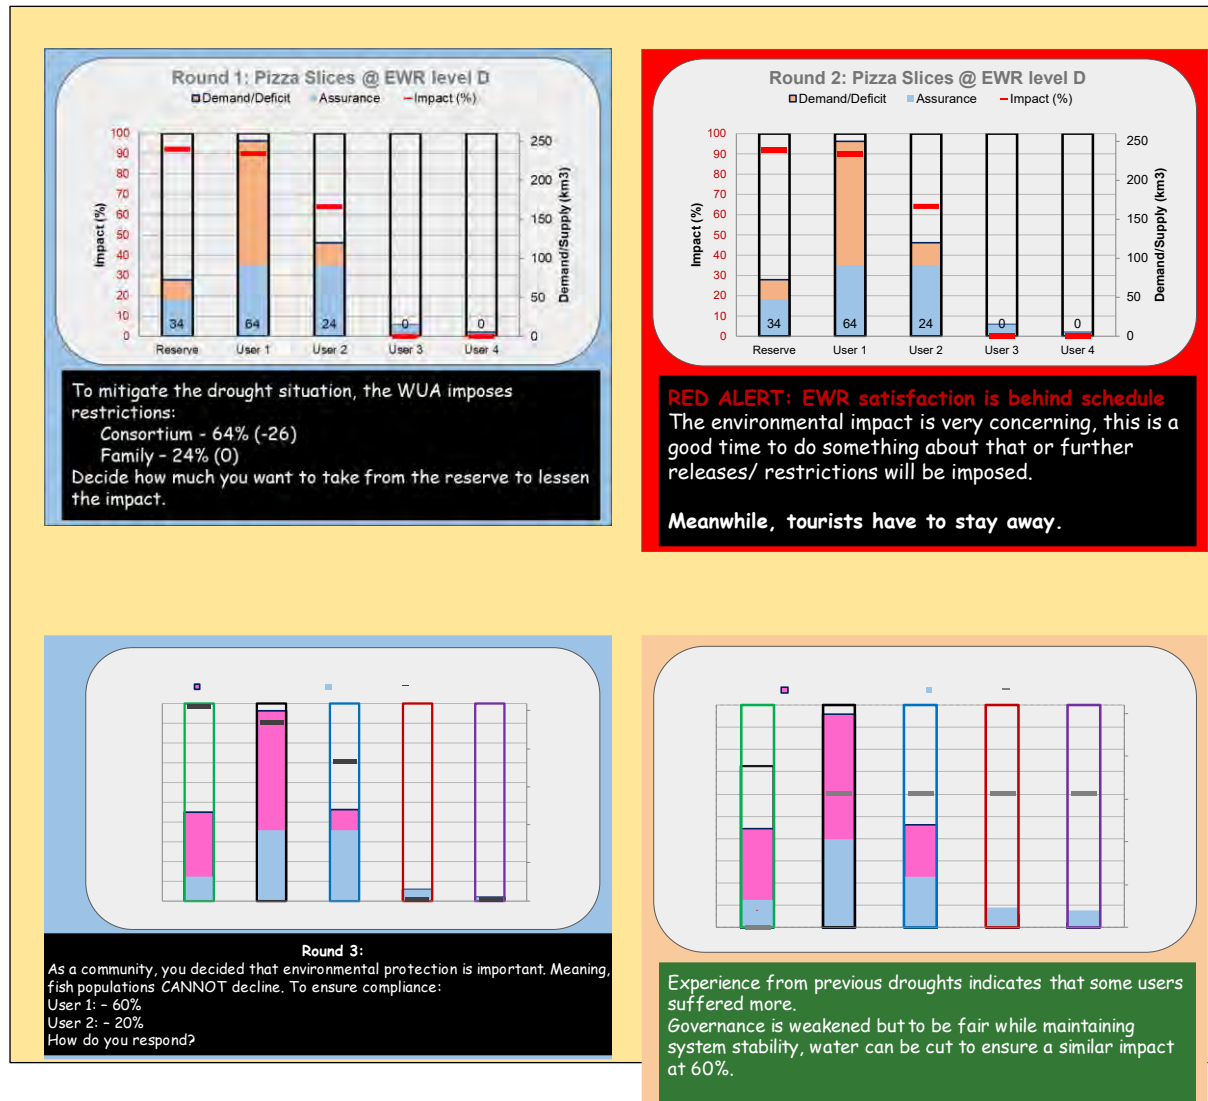 Round 1: Pizza Slices @ EWR level D
Demand/Deficit Assurance Impact (%)
100
90
80
70
60
50
40
30
20
10
0
Impact (%)
250
200
150
100
50
0
Demand/Supply (km3)
34 64 24 0 0
Reserve User 1 User 2 User 3 User 4
To mitigate the drought situation, the WUA imposes
restrictions:
Consortium - 64% (-26)
Family – 24% (0)
Decide how much you want to take from the reserve to lessen
the impact.
Round 2: Pizza Slices @ EWR level D
Demand/Deficit Assurance Impact (%)
100
90
80
70
60
50
40
30
20
10
0
Impact (%)
250
200
150
100
50
0
Demand/Supply (km3)
34 64 24 0 0
Reserve User 1 User 2 User 3 User 4
RED ALERT: EWR satisfaction is behind schedule
The environmental impact is very concerning, this is a
good time to do something about that or further
releases/ restrictions will be imposed.
Meanwhile, tourists have to stay away.
Round 3:
As a community, you decided that environmental protection is important. Meaning,
fish populations CANNOT decline. To ensure compliance:
User 1: – 60%
User 2: – 20%
How do you respond?
Experience from previous droughts indicates that some users
suffered more.
Governance is weakened but to be fair while maintaining
system stability, water can be cut to ensure a similar impact
at 60%.